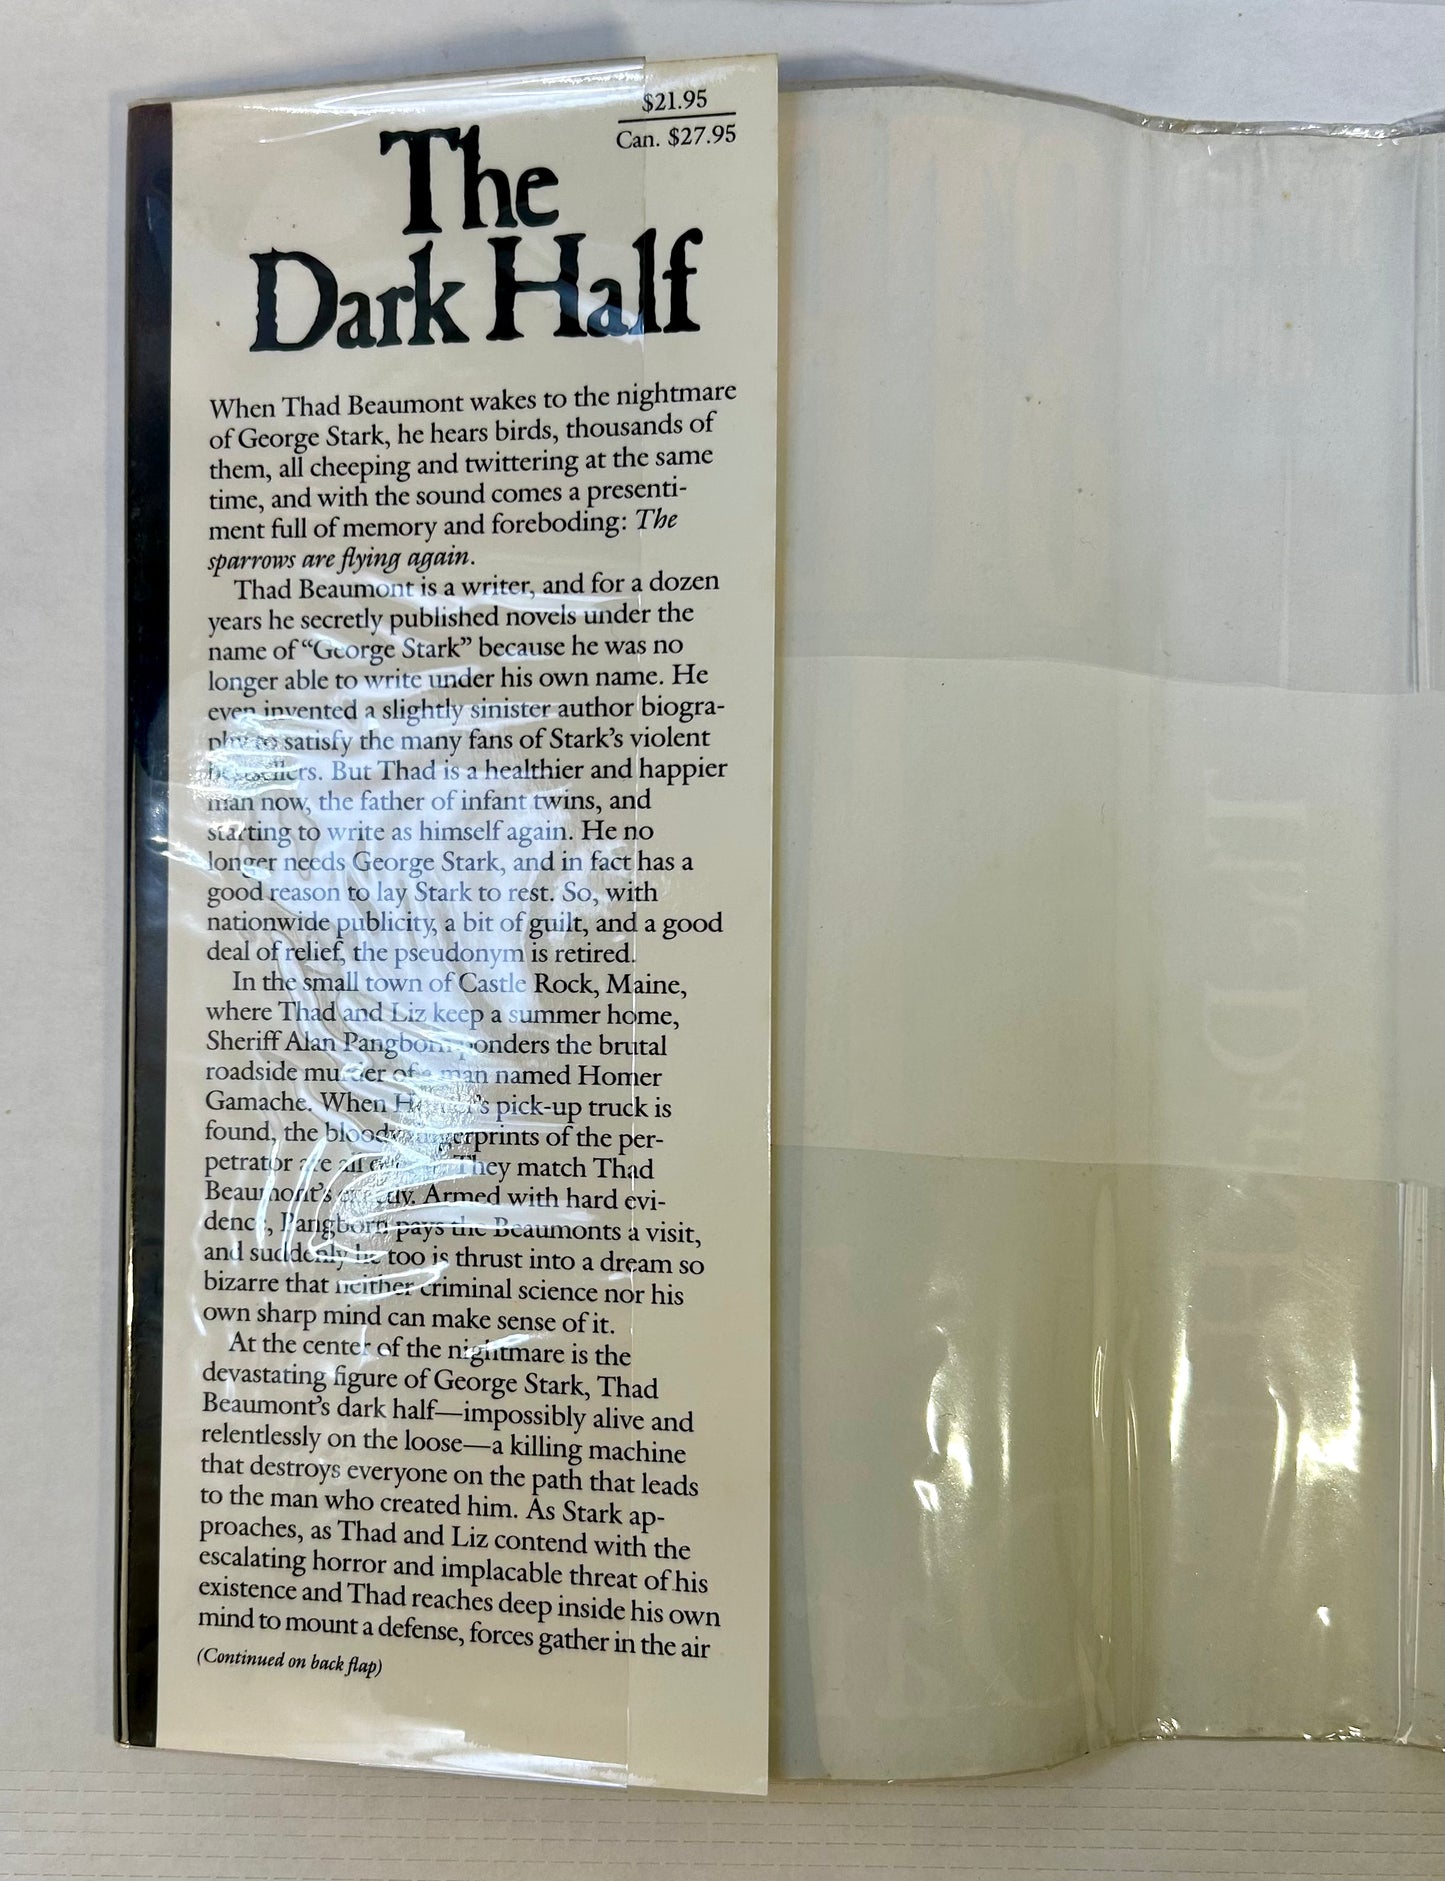 $21.95
Can. $27.95
The
Dark Half
When Thad Beaumont wakes to the nightmare
of George Stark, he hears birds, thousands of
them, all cheeping and twittering at the same
time, and with the sound comes a presenti-
ment full of memory and foreboding: The
sparrows are flying again.
Thad Beaumont is a writer, and for a dozen
years he secretly published novels under the
name of “George Stark” because he was no
longer able to write under his own name. He
even invented a slightly sinister author biogra-
phy to satisfy the many fans of Stark’s violent
bestsellers. But Thad is a healthier and happier
man now, the father of infant twins, and
starting to write as himself again. He no
longer needs George Stark, and in fact has a
good reason to lay Stark to rest. So, with
nationwide publicity, a bit of guilt, and a good
deal of relief, the pseudonym is retired.
In the small town of Castle Rock, Maine,
where Thad and Liz keep a summer home,
Sheriff Alan Pangborn ponders the brutal
roadside murder of a man named Homer
Gamache. When Homer’s pick-up truck is
found, the bloody fingerprints of the per-
petrator are all They match Thad
Beaumont’s Armed with hard evi-
dence, Pangborn pays the Beaumonts a visit,
and suddenly he too is thrust into a dream so
bizarre that neither criminal science nor his
own sharp mind can make sense of it.
At the center of the nightmare is the
devastating figure of George Stark, Thad
Beaumont’s dark half—impossibly alive and
relentlessly on the loose—a killing machine
that destroys everyone on the path that leads
to the man who created him. As Stark ap-
proaches, as Thad and Liz contend with the
escalating horror and implacable threat of his
existence and Thad reaches deep inside his own
mind to mount a defense, forces gather in the air
(Continued on back flap)